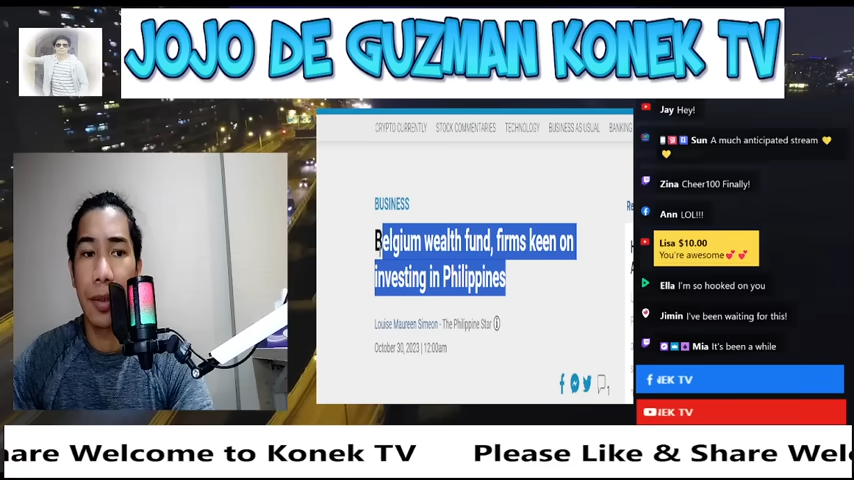 JOJO DE GUZMAN KONEK TV
CRYPTO CURRENTLY STOCK COMMENTARIES TECHNOLOGY BUSINESS AS USUAL BANKING
BUSINESS
Re
Belgium wealth fund, firms keen on
investing in Philippines
Louise Maureen Simeon - The Philippine Star
October 30, 2023 | 12:00am
1
Jay Hey!
Sun A much anticipated stream 💛
💛
Zina Cheer100 Finally!
Ann LOL!!!
Lisa $10.00
You're awesome💕 💕
Ella I'm so hooked on you
Jimin I've been waiting for this!
Mia It's been a while
NEK TV
NEK TV
hare Welcome to Konek TV Please Like & Share Welc